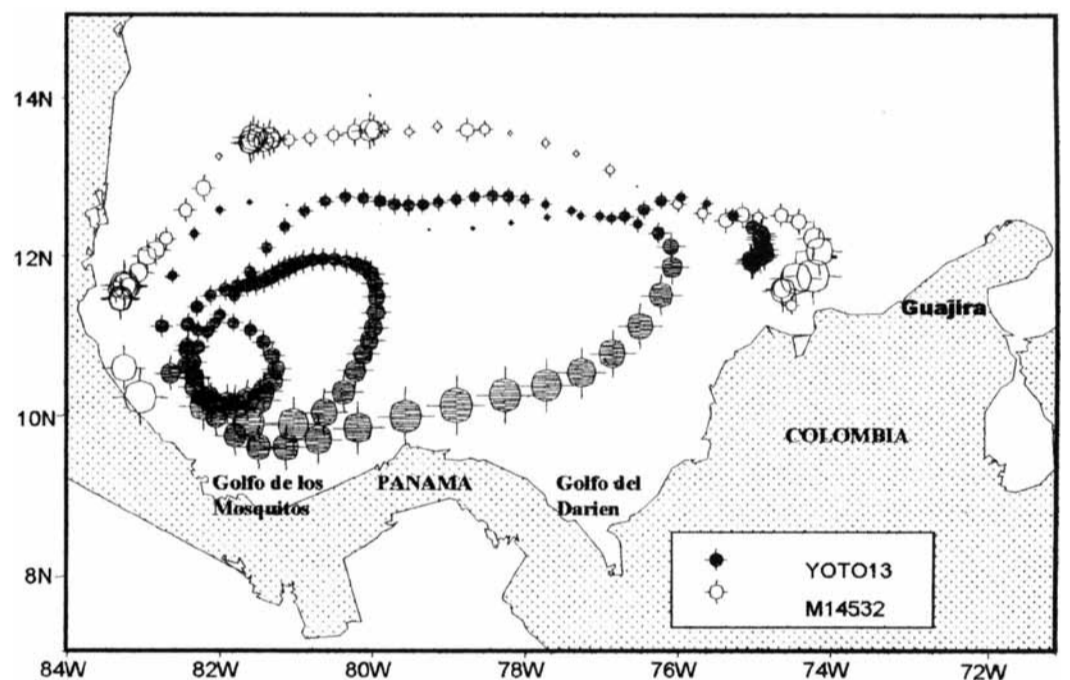 14N
12N
10N
8N
84W
82W
80W
78W
76W
74W
72W
Guajira
COLOMBIA
Golfo de los
Mosquitos
PANAMA
Golfo del
Darien
YOTO13
M14532